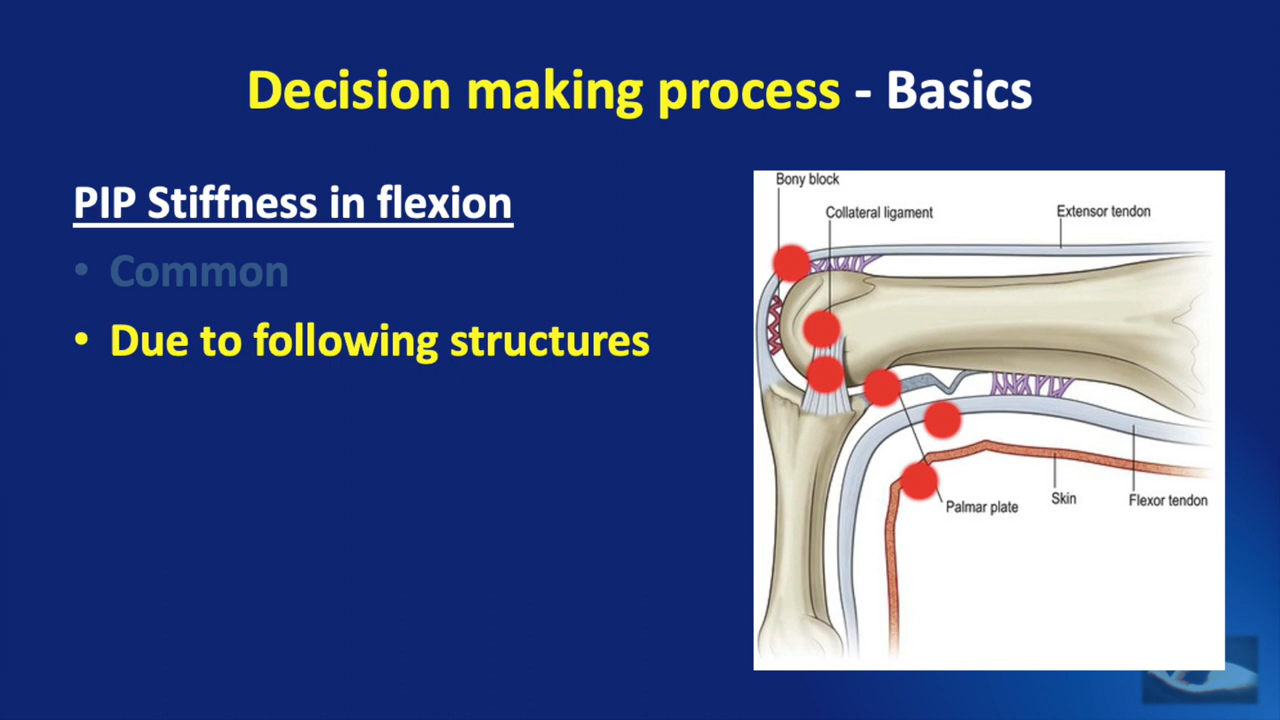 Decision making process - Basics
PIP Stiffness in flexion
• Common
• Due to following structures
Bony block
Collateral ligament
Extensor tendon
Palmar plate
Skin
Flexor tendon